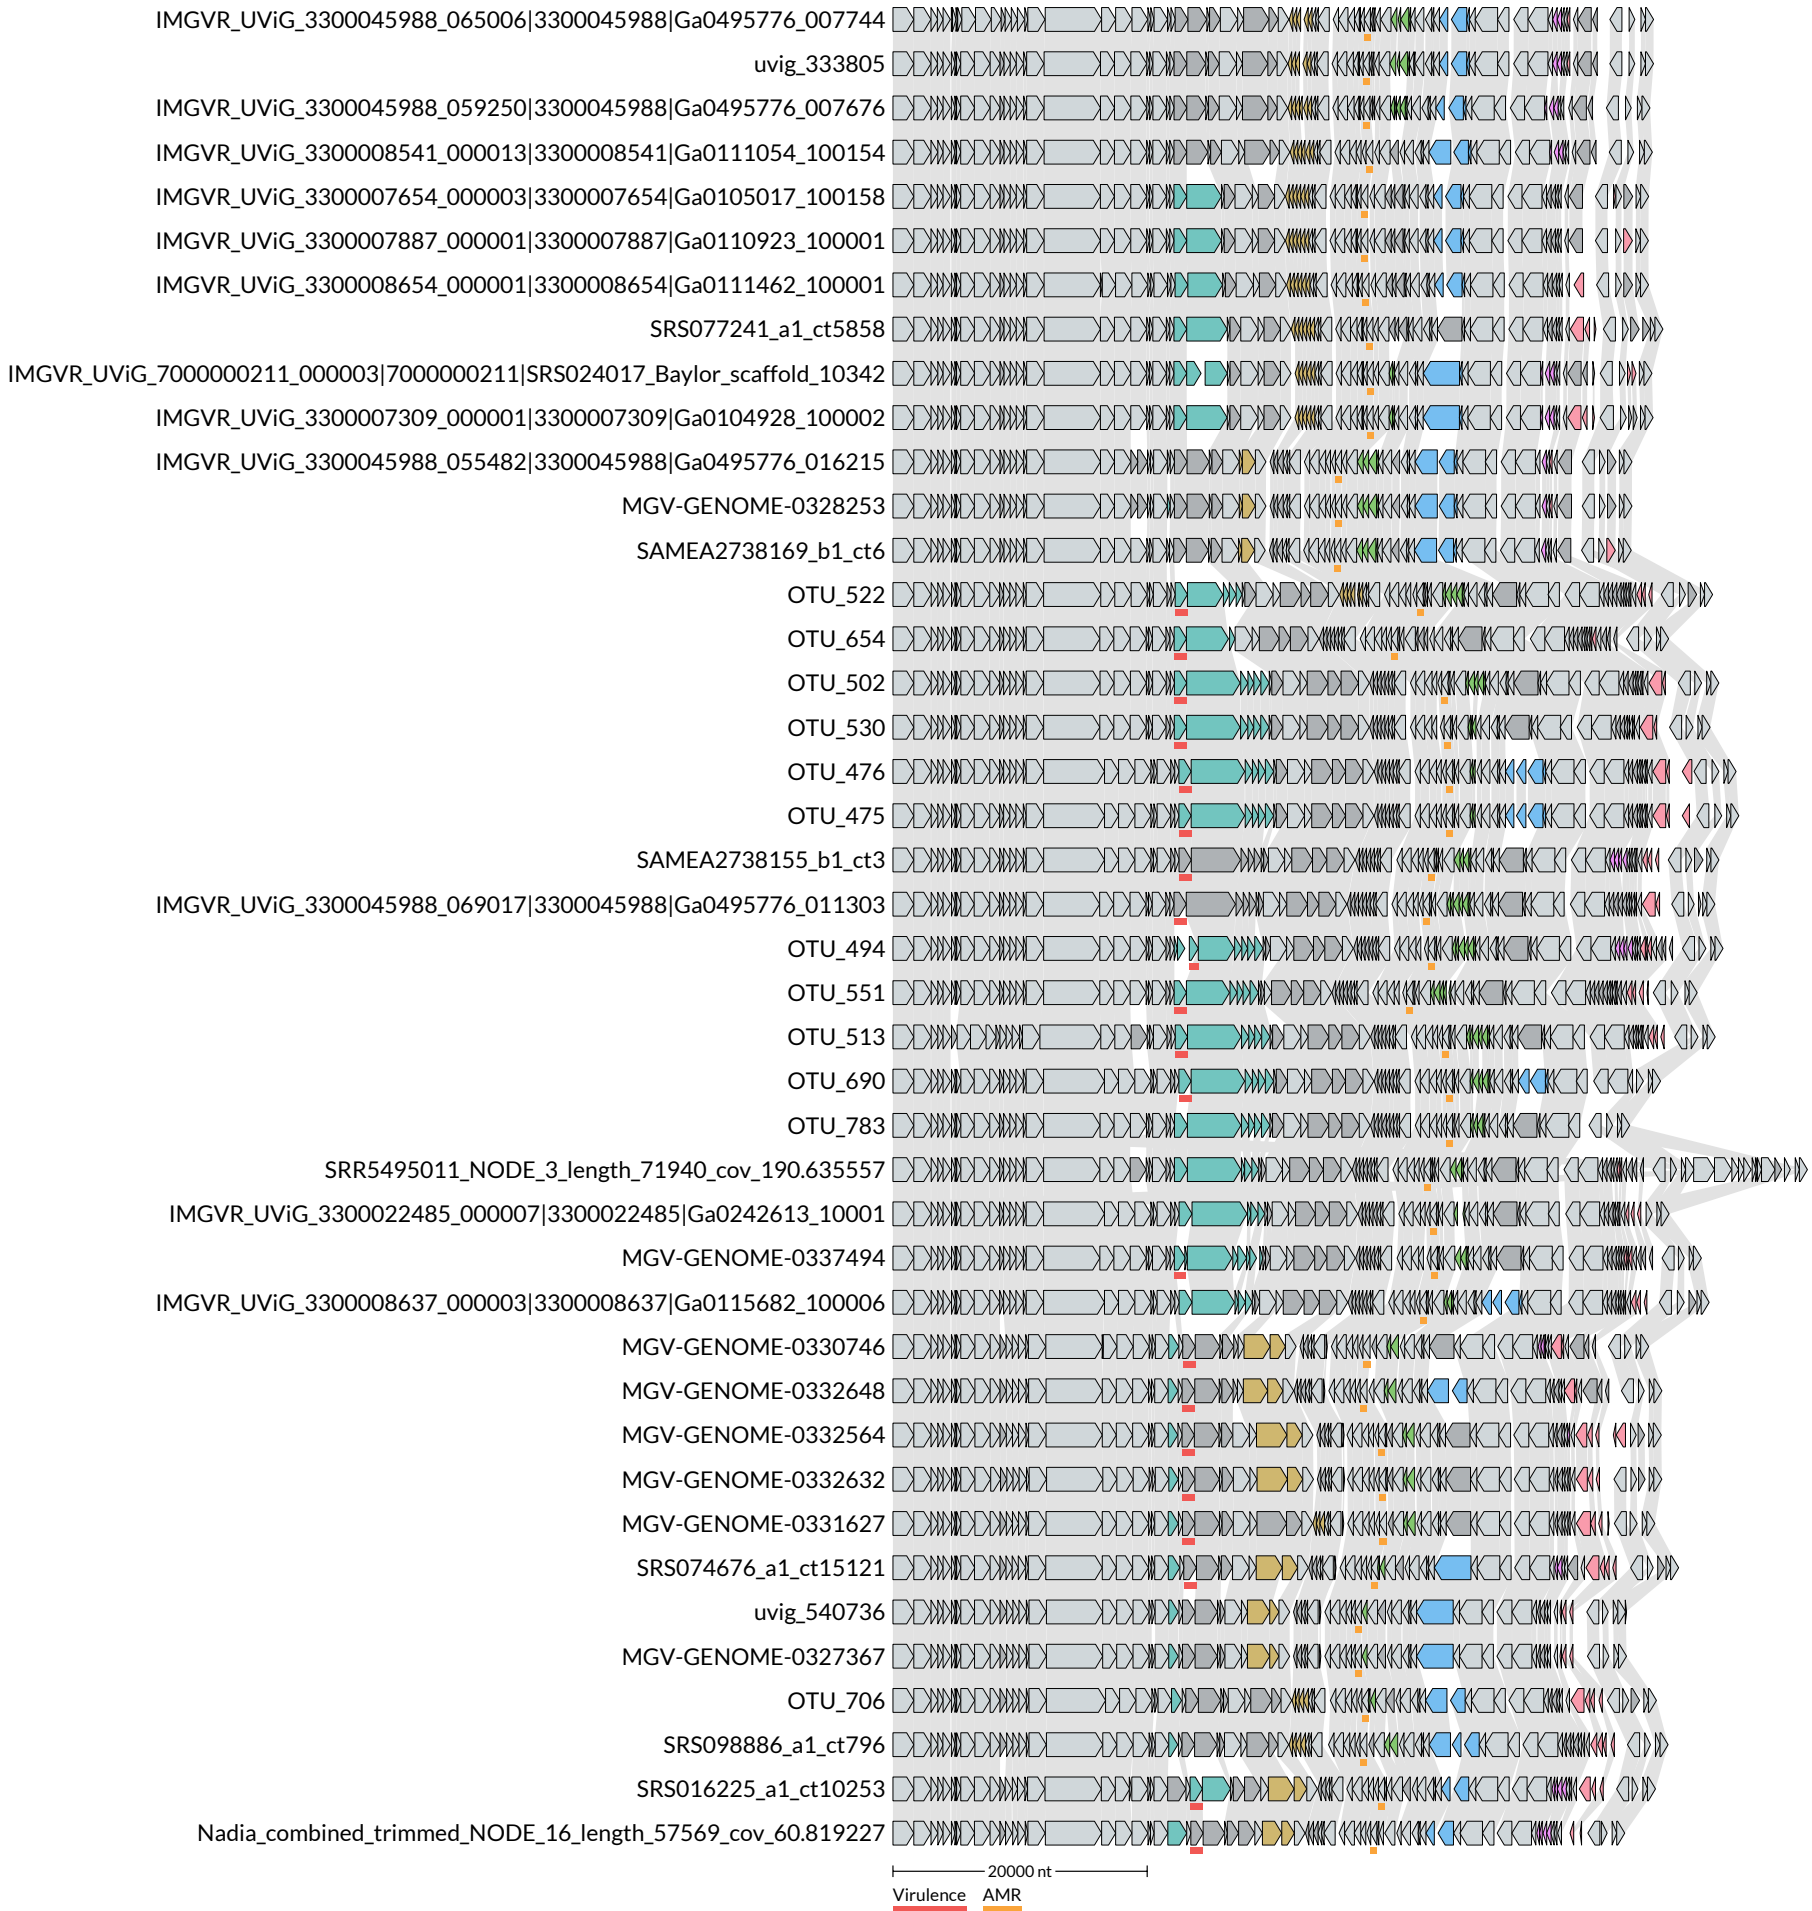 IMGVR_UViG_3300045988_065006|3300045988|Ga0495776_007744
uvig_333805
IMGVR_UViG_3300045988_059250|3300045988|Ga0495776_007676
IMGVR_UViG_3300008541_000013|3300008541|Ga0111054_100154
IMGVR_UViG_3300007654_000003|3300007654|Ga0105017_100158
IMGVR_UViG_3300007887_000001|3300007887|Ga0110923_100001
IMGVR_UViG_3300008654_000001|3300008654|Ga0111462_100001
SRS077241_a1_ct5858
IMGVR_UViG_7000000211_000003|7000000211|SRS024017_Baylor_scaffold_10342
IMGVR_UViG_3300007309_000001|3300007309|Ga0104928_100002
IMGVR_UViG_3300045988_055482|3300045988|Ga0495776_016215
MGV-GENOME-0328253
SAMEA2738169_b1_ct6
OTU_522
OTU_654
OTU_502
OTU_530
OTU_476
OTU_475
SAMEA2738155_b1_ct3
IMGVR_UViG_3300045988_069017|3300045988|Ga0495776_011303
OTU_494
OTU_551
OTU_513
OTU_690
OTU_783
SRR5495011_NODE_3_length_71940_cov_190.635557
IMGVR_UViG_3300022485_000007|3300022485|Ga0242613_10001
MGV-GENOME-0337494
IMGVR_UViG_3300008637_000003|3300008637|Ga0115682_100006
MGV-GENOME-0330746
MGV-GENOME-0332648
MGV-GENOME-0332564
MGV-GENOME-0332632
MGV-GENOME-0331627
SRS074676_a1_ct15121
uvig_540736
MGV-GENOME-0327367
OTU_706
SRS098886_a1_ct796
SRS016225_a1_ct10253
Nadia_combined_trimmed_NODE_16_length_57569_cov_60.819227
20000 nt
Virulence AMR